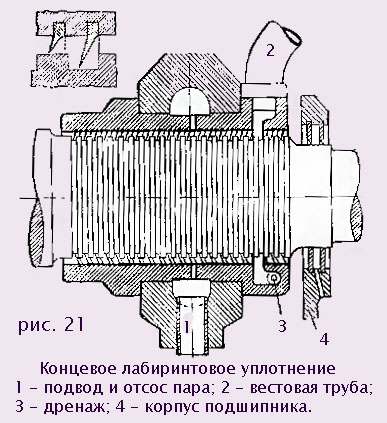 2
1
рис. 21
3
4
Концевое лабиринтовое уплотнение
1 – подвод и отсос пара; 2 – вестовая труба;
3 – дренаж; 4 – корпус подшипника.